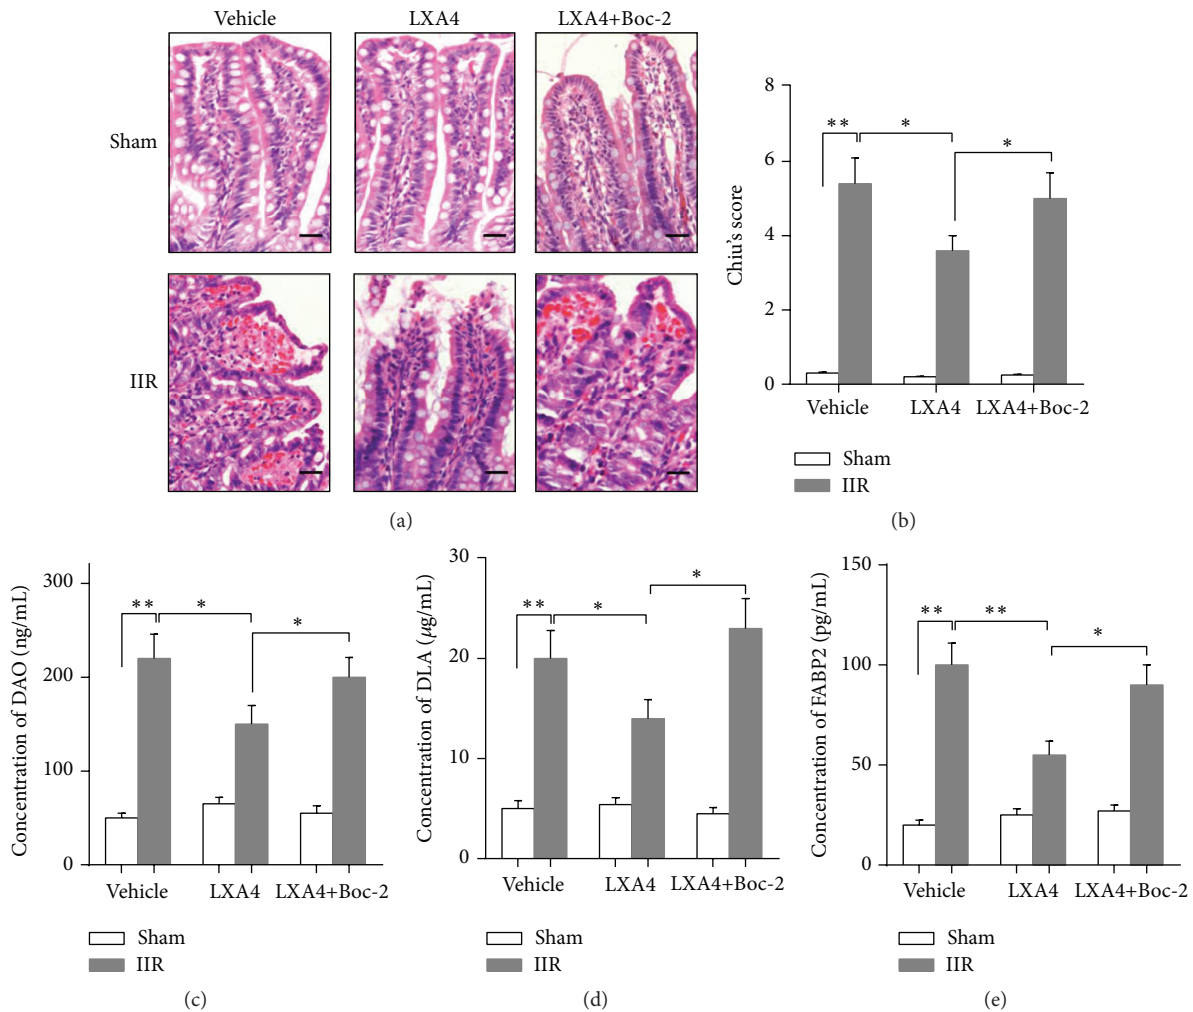 Vehicle LXA4 LXA4+Boc-2
Sham
IIR
(a)
8
6
4
2
0
Chiu's score
** * *
Vehicle LXA4 LXA4+Boc-2
Sham
IIR
(b)
300
200
100
0
Concentration of DAO (ng/mL)
** * *
Vehicle LXA4 LXA4+Boc-2
Sham
IIR
(c)
30
20
10
0
Concentration of DLA (μg/mL)
** * *
Vehicle LXA4 LXA4+Boc-2
Sham
IIR
(d)
150
100
50
0
Concentration of FABP2 (pg/mL)
** ** *
Vehicle LXA4 LXA4+Boc-2
Sham
IIR
(e)